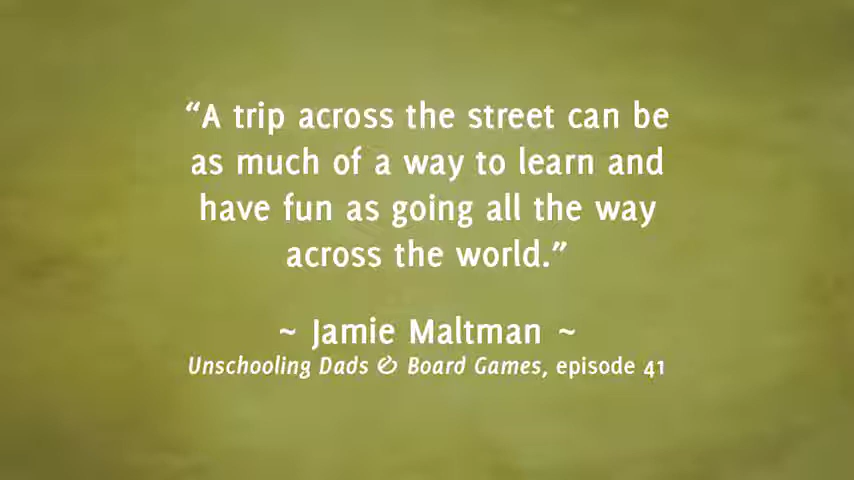 “A trip across the street can be
as much of a way to learn and
have fun as going all the way
across the world.”
~ Jamie Maltman ~
Unschooling Dads & Board Games, episode 41